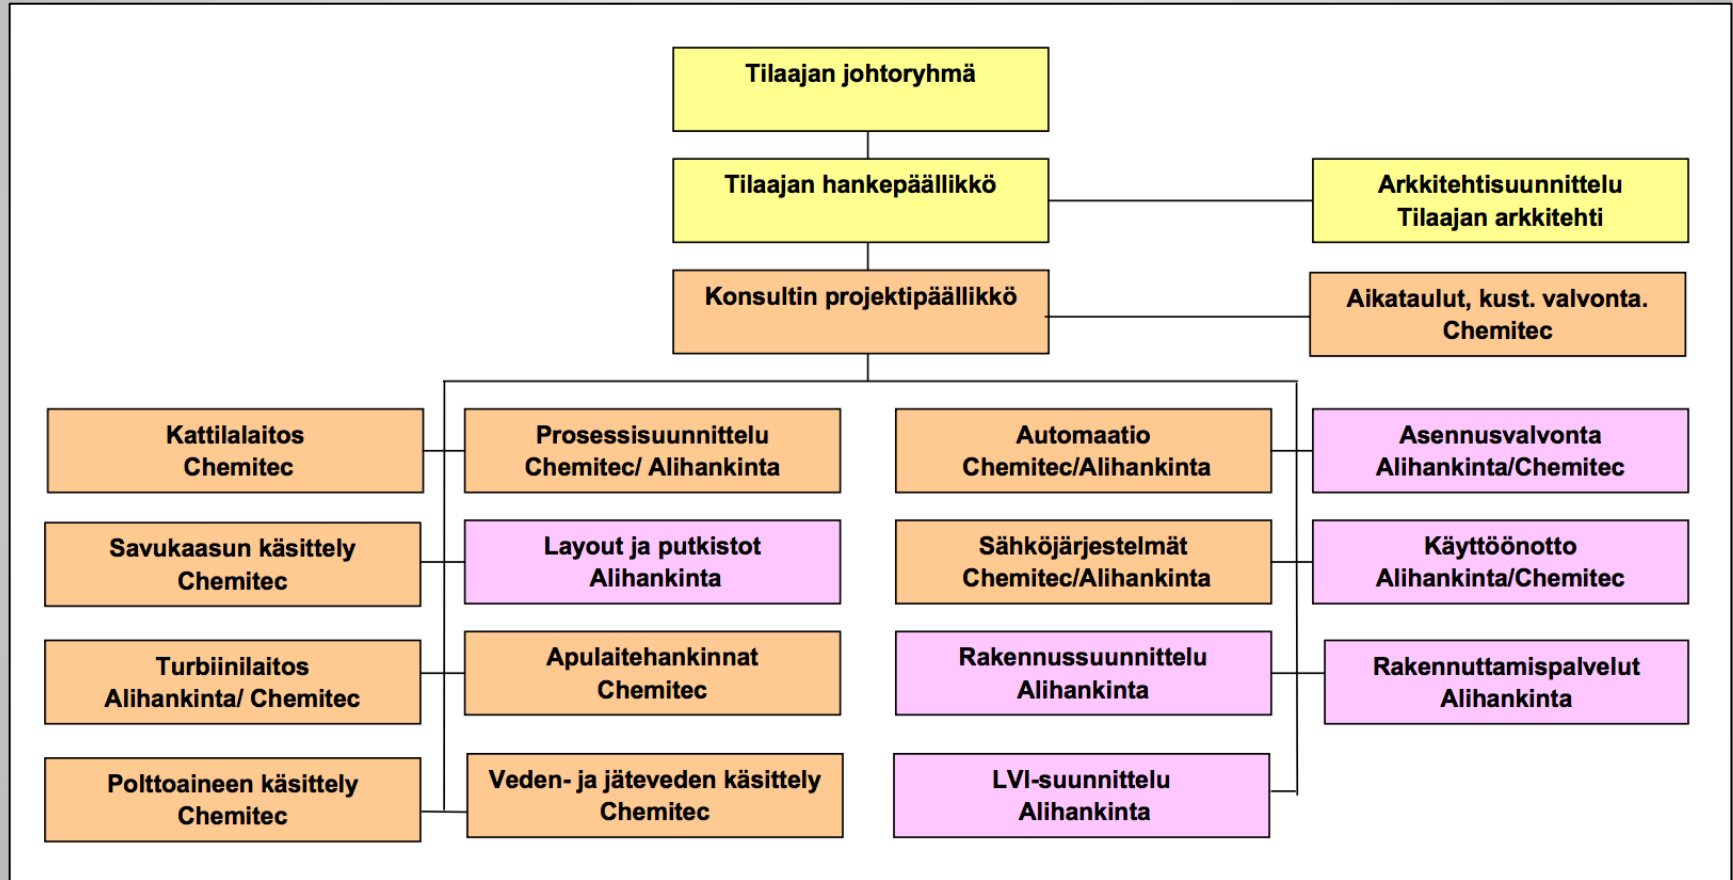 Tilaajan johtoryhmä
Tilaajan hankepäällikkö
Arkkitehtisuunnittelu
Tilaajan arkkitehti
Konsultin projektipäällikkö
Aikataulut, kust. valvonta.
Chemitec
Kattilalaitos
Chemitec
Prosessisuunnittelu
Chemitec/ Alihankinta
Automaatio
Chemitec/Alihankinta
Asennusvalvonta
Alihankinta/Chemitec
Savukaasun käsittely
Chemitec
Layout ja putkistot
Alihankinta
Sähköjärjestelmät
Chemitec/Alihankinta
Käyttöönotto
Alihankinta/Chemitec
Turbiinilaitos
Alihankinta/ Chemitec
Apulaitehankinnat
Chemitec
Rakennussuunnittelu
Alihankinta
Rakennuttamispalvelut
Alihankinta
Polttoaineen käsittely
Chemitec
Veden- ja jäteveden käsittely
Chemitec
LVI-suunnittelu
Alihankinta